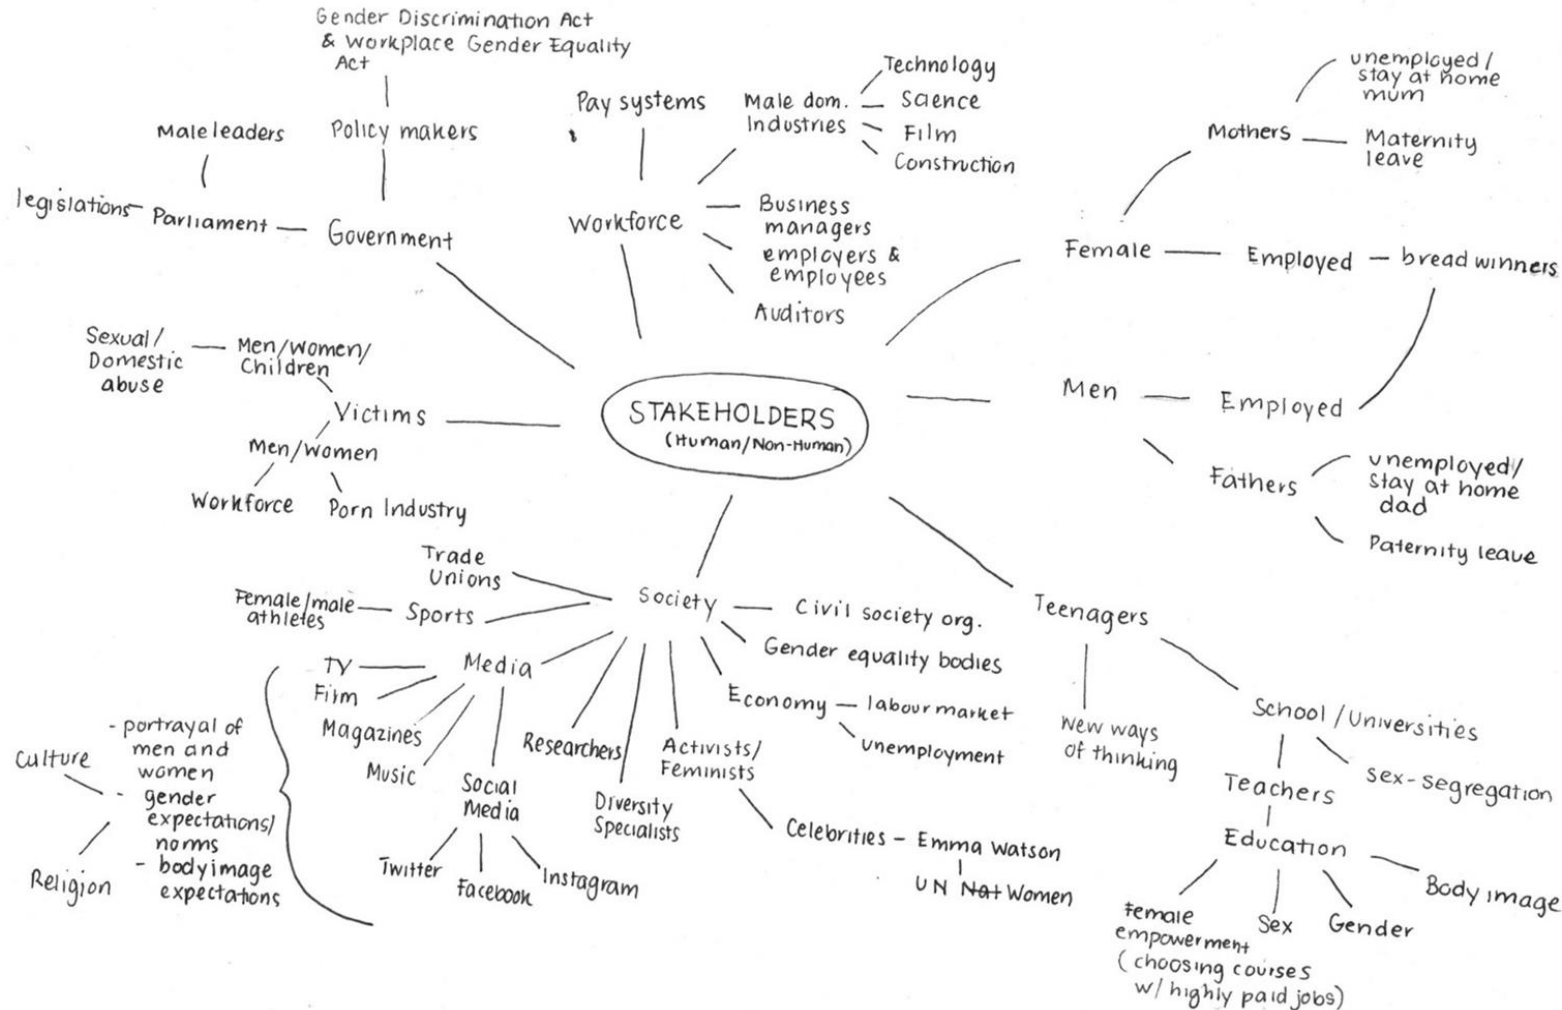 Gender Discrimination Act
& Workplace Gender Equality
Act
Policy makers
Male leaders
legislations
Parliament
Government
Pay systems
Male dom.
Industries
Technology
Science
Film
Construction
Workforce
Business
managers
employers &
employees
Auditors
unemployed/
stay at home
mum
Mothers
Maternity
leave
Female
Employed
bread winners
Men
Employed
Fathers
unemployed/
stay at home
dad
Paternity leave
Sexual/
Domestic
abuse
Men/Women/
Children
Victims
Men/Women
Workforce
Porn Industry
STAKEHOLDERS
(Human/Non-Human)
Society
Trade
Unions
Female/male
athletes
Sports
Media
TV
Film
Magazines
Music
Social
Media
Twitter
Facebook
Instagram
Culture
Religion
- portrayal of
men and
women
- gender
expectations/
norms
- body image
expectations
Researchers
Diversity
Specialists
Activists/
Feminists
Celebrities - Emma Watson
UN Nat Women
Civil society org.
Gender equality bodies
Economy
labour market
unemployment
Teenagers
New ways
of thinking
School/Universities
sex-segregation
Teachers
Education
Body image
Female
empowerment
(choosing courses
w/ highly paid jobs)
Sex
Gender